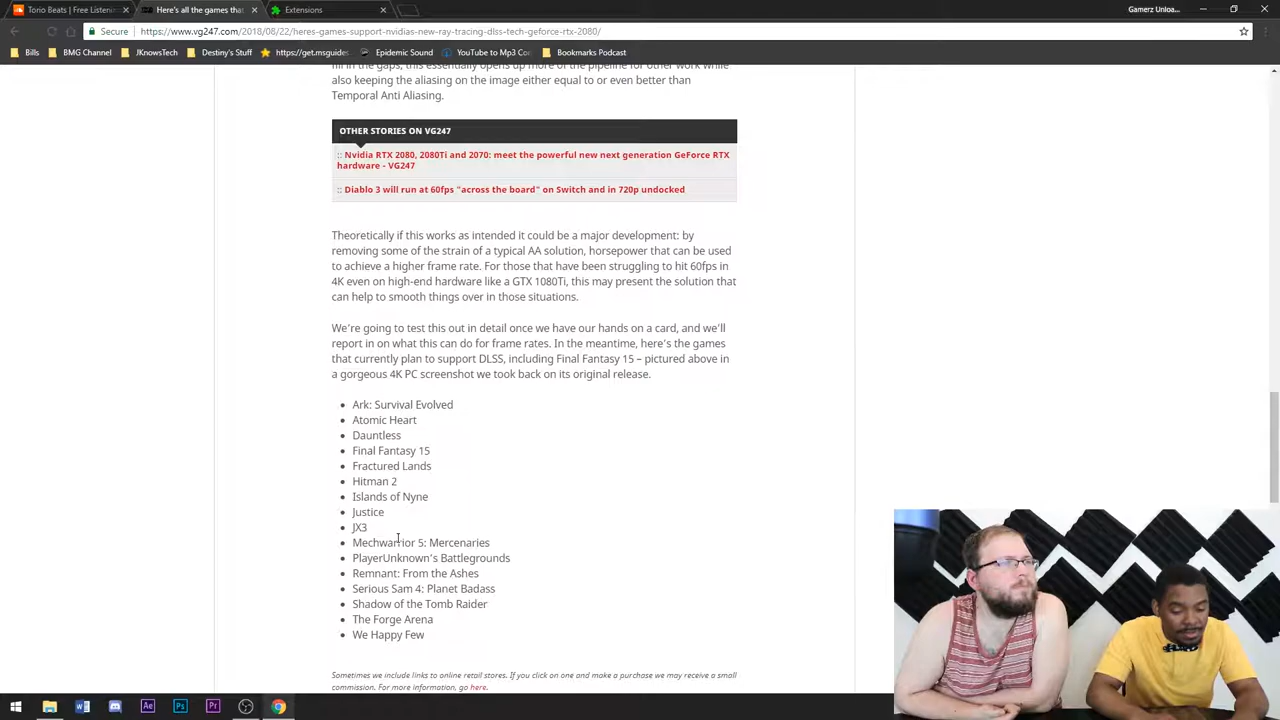 Torio Beats | Free Listenin
Here's all the games tha
Extensions
Gamerz Unloa...
Secure
https://www.vg247.com/2018/08/22/heres-games-support-nvidias-new-ray-tracing-dlss-tech-geforce-rtx-2080/
Bills
BMG Channel
JKnowsTech
Destiny's Stuff
https://get.msguides
Epidemic Sound
YouTube to Mp3 Co
Bookmarks Podcast
fill in the gaps, this essentially opens up more of the pipeline for other work while
also keeping the aliasing on the image either equal to or even better than
Temporal Anti Aliasing.
OTHER STORIES ON VG247
:: Nvidia RTX 2080, 2080Ti and 2070: meet the powerful new next generation GeForce RTX
hardware - VG247
:: Diablo 3 will run at 60fps "across the board" on Switch and in 720p undocked
Theoretically if this works as intended it could be a major development: by
removing some of the strain of a typical AA solution, horsepower that can be used
to achieve a higher frame rate. For those that have been struggling to hit 60fps in
4K even on high-end hardware like a GTX 1080Ti, this may present the solution that
can help to smooth things over in those situations.
We're going to test this out in detail once we have our hands on a card, and we'll
report in on what this can do for frame rates. In the meantime, here's the games
that currently plan to support DLSS, including Final Fantasy 15 – pictured above in
a gorgeous 4K PC screenshot we took back on its original release.
• Ark: Survival Evolved
• Atomic Heart
• Dauntless
• Final Fantasy 15
• Fractured Lands
• Hitman 2
• Islands of Nyne
• Justice
• JX3
• Mechwarrior 5: Mercenaries
• PlayerUnknown's Battlegrounds
• Remnant: From the Ashes
• Serious Sam 4: Planet Badass
• Shadow of the Tomb Raider
• The Forge Arena
• We Happy Few
Sometimes we include links to online retail stores. If you click on one and make a purchase we may receive a small
commission. For more information, go here.